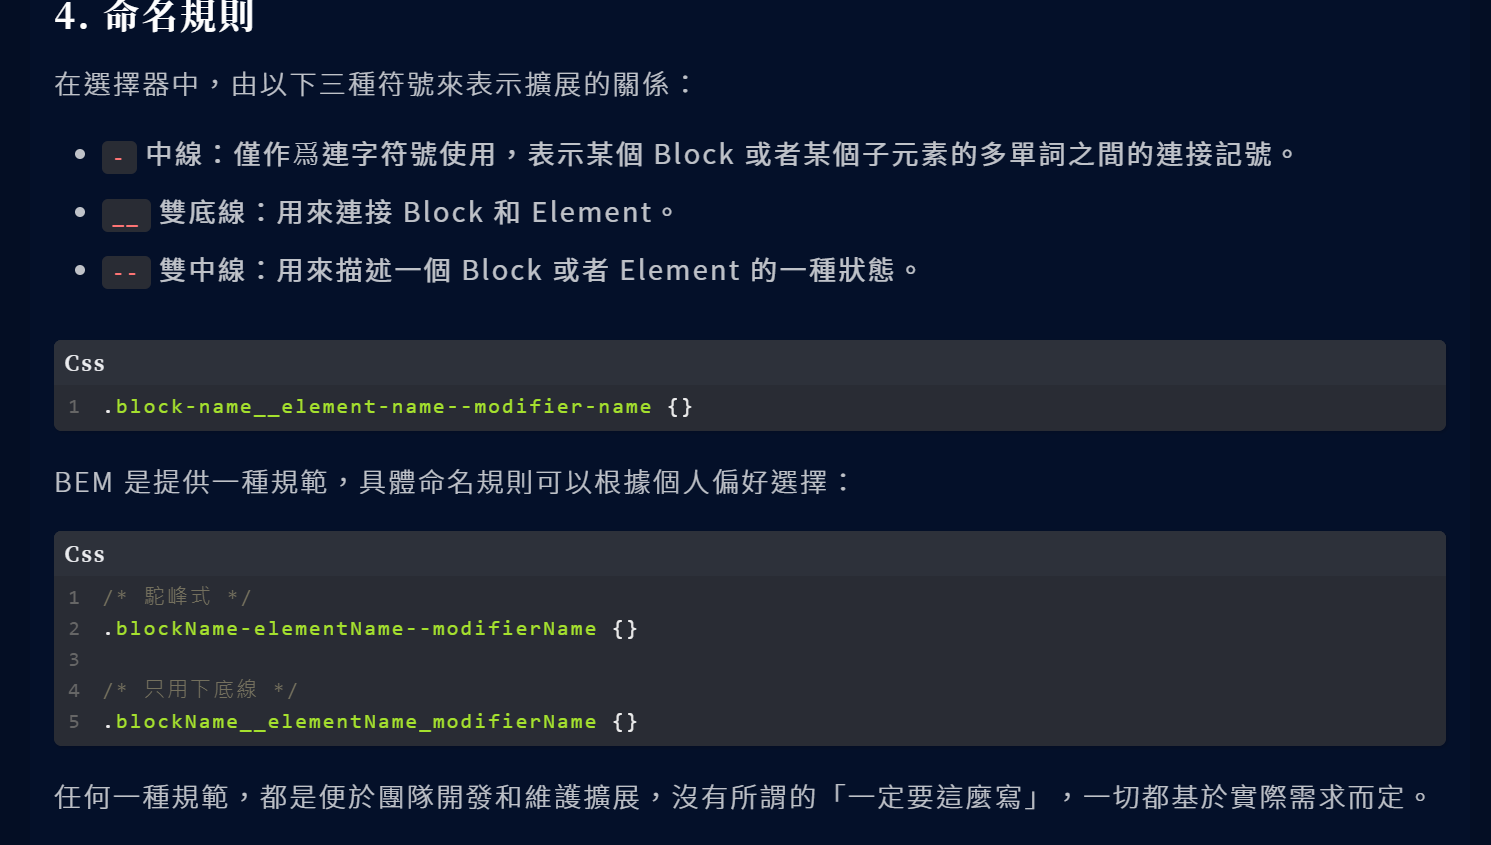 4. 命名規則
在選擇器中，由以下三種符號來表示擴展的關係：
- 中線：僅作爲連字符號使用，表示某個 Block 或者某個子元素的多單詞之間的連接記號。
__ 雙底線：用來連接 Block 和 Element。
-- 雙中線：用來描述一個 Block 或者 Element 的一種狀態。
Css
1 .block-name__element-name--modifier-name {}
BEM 是提供一種規範，具體命名規則可以根據個人偏好選擇：
Css
1 /* 駝峰式 */
2 .blockName-elementName--modifierName {}
3
4 /* 只用下底線 */
5 .blockName__elementName_modifierName {}
任何一種規範，都是便於團隊開發和維護擴展，沒有所謂的「一定要這麼寫」，一切都基於實際需求而定。